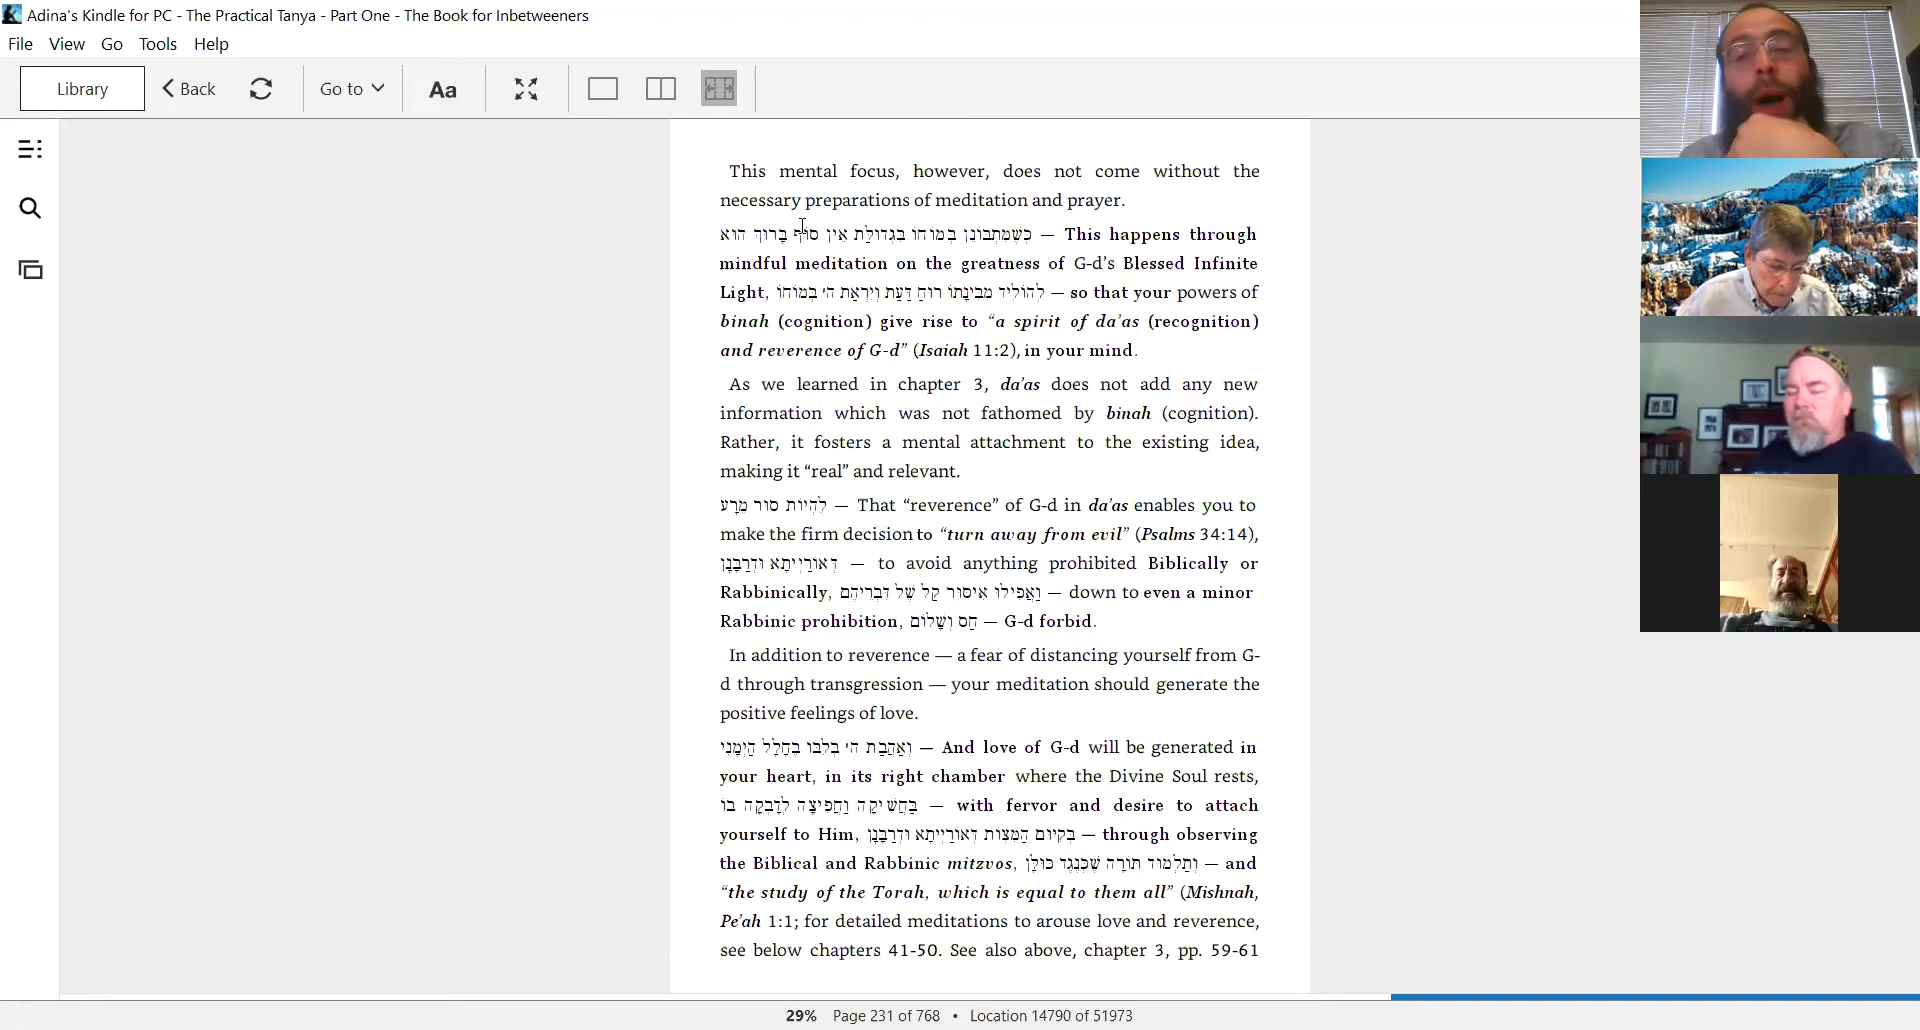 Adina's Kindle for PC - The Practical Tanya - Part One - The Book for Inbetweeners
File View Go Tools Help
Library Back Go to Aa
This mental focus, however, does not come without the
necessary preparations of meditation and prayer.
כְּשֶׁמִּתְבּוֹנֵן בְּמוֹחוֹ בִּגְדוּלַּת אֵין סוֹף בָּרוּךְ הוּא — This happens through
mindful meditation on the greatness of G-d’s Blessed Infinite
Light, לְהוֹלִיד מִבִּינָתוֹ רוּחַ דַּעַת וְיִרְאַת ה׳ בְּמוֹחוֹ — so that your powers of
binah (cognition) give rise to “a spirit of da’as (recognition)
and reverence of G-d” (Isaiah 11:2), in your mind.
As we learned in chapter 3, da’as does not add any new
information which was not fathomed by binah (cognition).
Rather, it fosters a mental attachment to the existing idea,
making it “real” and relevant.
לִהְיוֹת סוּר מֵרָע — That “reverence” of G-d in da’as enables you to
make the firm decision to “turn away from evil” (Psalms 34:14),
דְּאוֹרַיְיתָא וּדְרַבָּנָן — to avoid anything prohibited Biblically or
Rabbinically, וַאֲפִילוּ אִיסּוּר קַל שֶׁל דִּבְרֵיהֶם — down to even a minor
Rabbinic prohibition, חַס וְשָׁלוֹם — G-d forbid.
In addition to reverence — a fear of distancing yourself from G-
d through transgression — your meditation should generate the
positive feelings of love.
וְאַהֲבַת ה׳ בְּלִבּוֹ בֶּחָלָל הַיְמָנִי — And love of G-d will be generated in
your heart, in its right chamber where the Divine Soul rests,
בַּחֲשִׁיקָה וַחֲפִיצָה לְדָבְקָה בוֹ — with fervor and desire to attach
yourself to Him, בְּקִיּוּם הַמִּצְוֹת דְּאוֹרַיְיתָא וּדְרַבָּנָן — through observing
the Biblical and Rabbinic mitzvos, וְתַלְמוּד תּוֹרָה שֶׁכְּנֶגֶד כּוּלָּן — and
“the study of the Torah, which is equal to them all” (Mishnah,
Pe’ah 1:1; for detailed meditations to arouse love and reverence,
see below chapters 41-50. See also above, chapter 3, pp. 59-61
29% Page 231 of 768 • Location 14790 of 51973